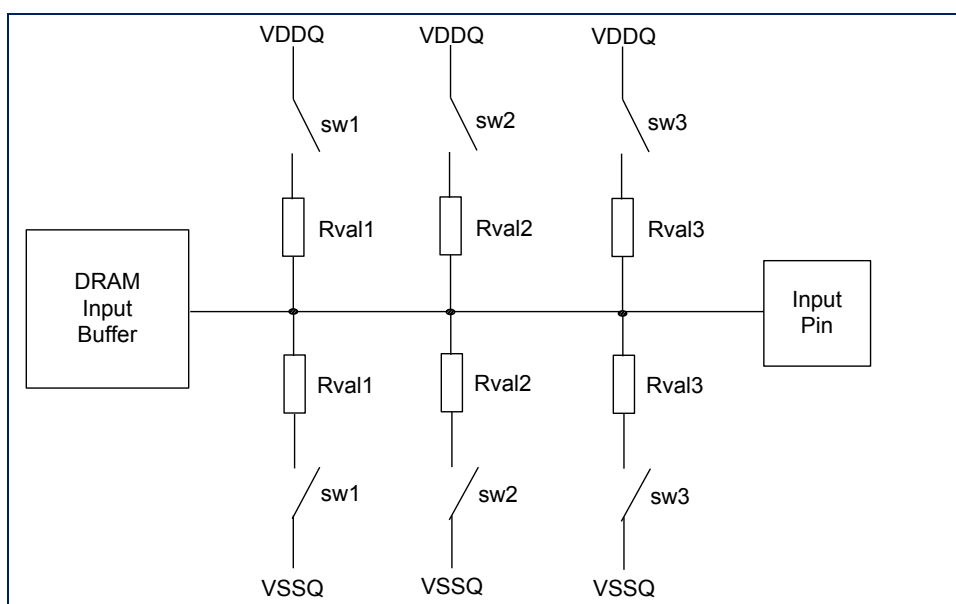 VDDQ
VDDQ
VDDQ
sw1
sw2
sw3
Rval1
Rval2
Rval3
DRAM
Input
Buffer
Input
Pin
Rval1
Rval2
Rval3
sw1
sw2
sw3
VSSQ
VSSQ
VSSQ